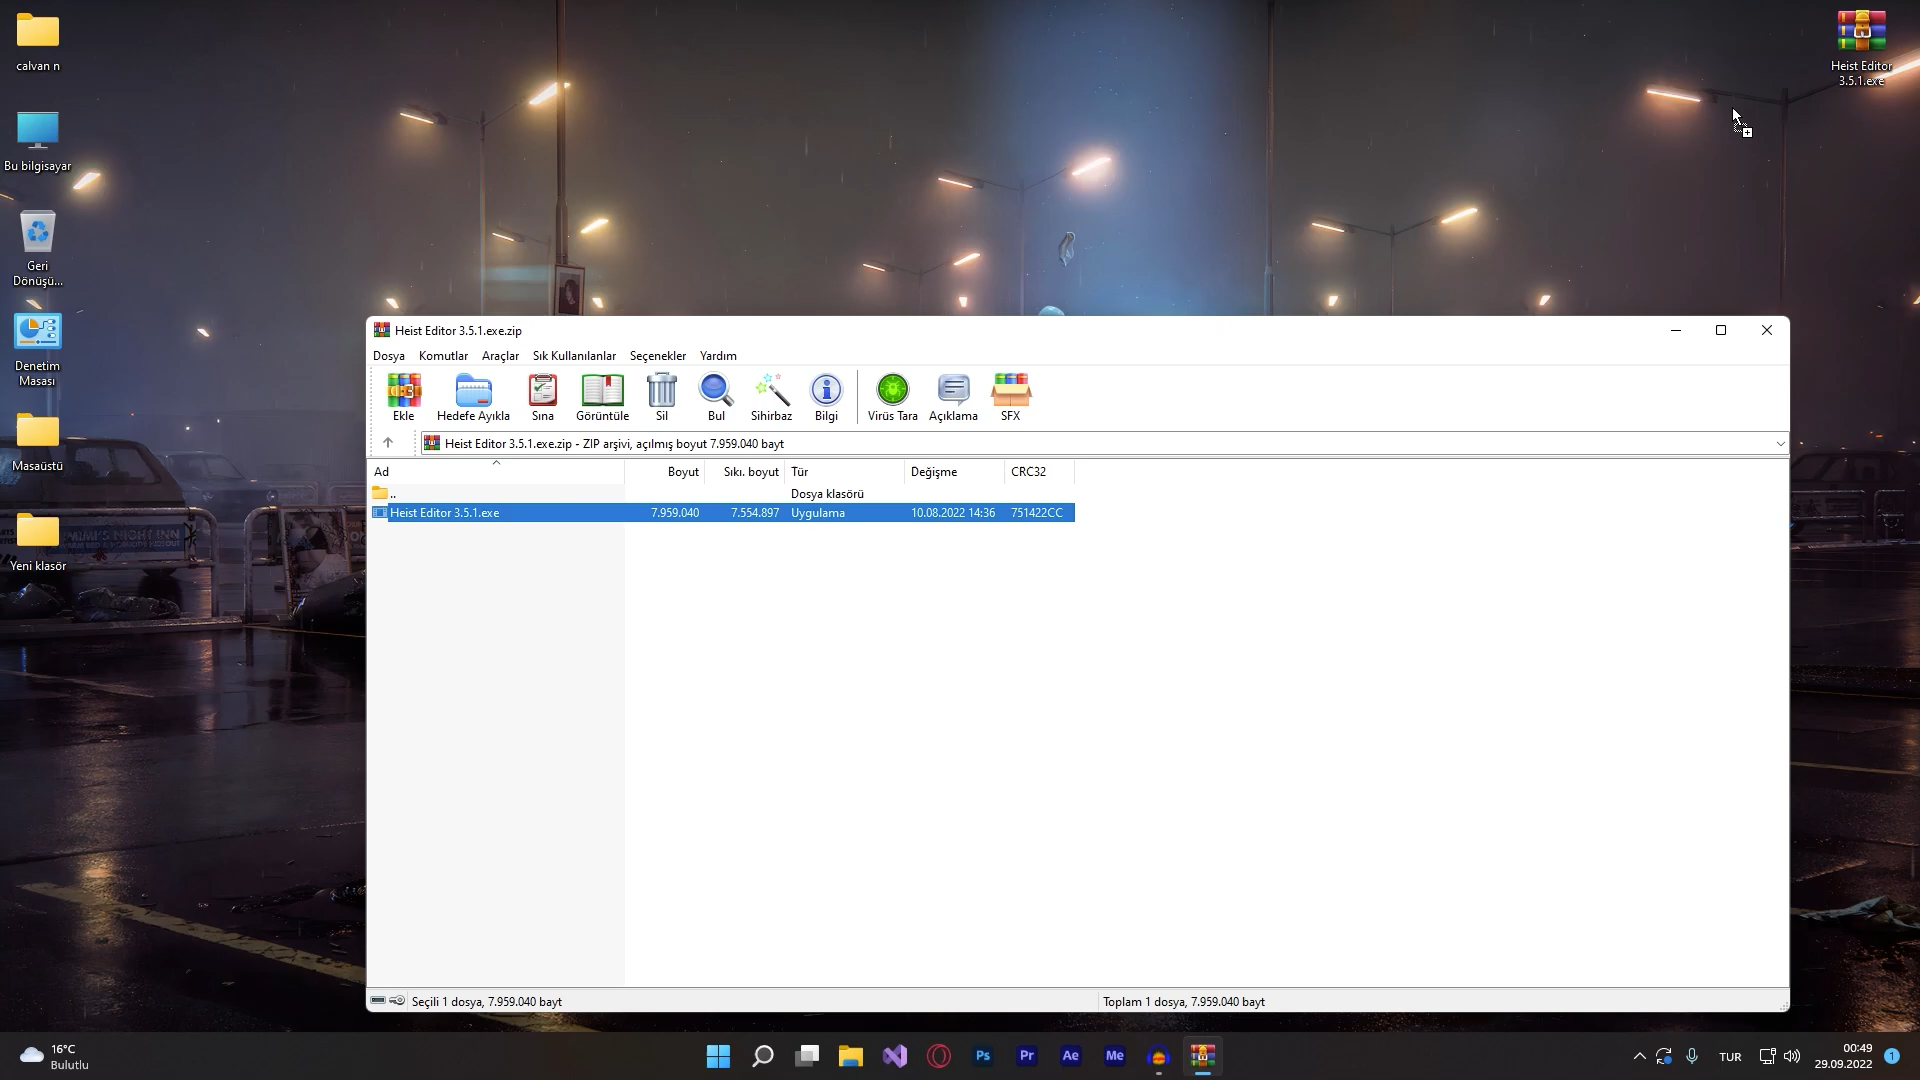 calvan n
Bu bilgisayar
Geri
Dönüşü...
Denetim
Masası
Masaüstü
Yeni klasör
Heist Editor
3.5.1.exe
Heist Editor 3.5.1.exe.zip
Dosya Komutlar Araçlar Sık Kullanılanlar Seçenekler Yardım
Ekle Hedefe Ayıkla Sına Görüntüle Sil Bul Sihirbaz Bilgi Virüs Tara Açıklama SFX
Heist Editor 3.5.1.exe.zip - ZIP arşivi, açılmış boyut 7.959.040 bayt
Ad Boyut Sıkı. boyut Tür Değişme CRC32
.. Dosya klasörü
Heist Editor 3.5.1.exe 7.959.040 7.554.897 Uygulama 10.08.2022 14:36 751422CC
Seçili 1 dosya, 7.959.040 bayt
Toplam 1 dosya, 7.959.040 bayt
16°C
Bulutlu
Ps Pr Ae Me
TUR
00:49
29.09.2022
1